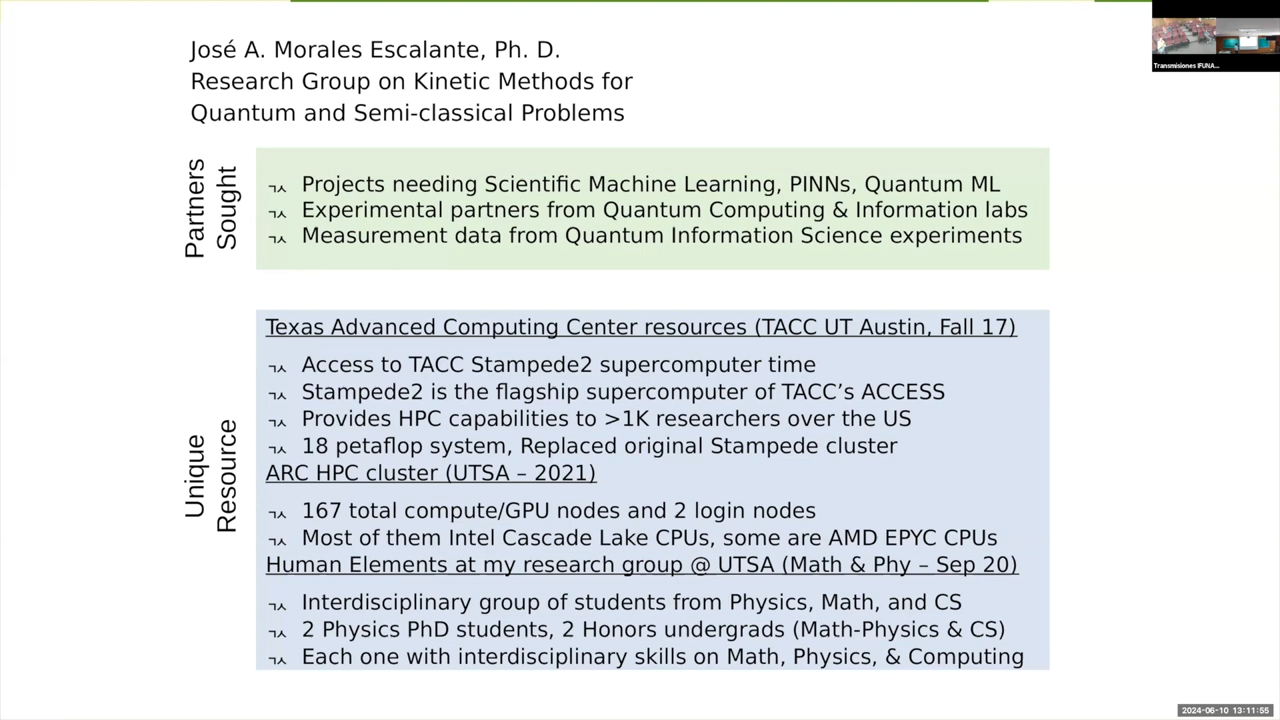 José A. Morales Escalante, Ph. D.
Research Group on Kinetic Methods for
Quantum and Semi-classical Problems
Partners
Sought
Projects needing Scientific Machine Learning, PINNs, Quantum ML
Experimental partners from Quantum Computing & Information labs
Measurement data from Quantum Information Science experiments
Unique
Resource
Texas Advanced Computing Center resources (TACC UT Austin, Fall 17)
Access to TACC Stampede2 supercomputer time
Stampede2 is the flagship supercomputer of TACC’s ACCESS
Provides HPC capabilities to >1K researchers over the US
18 petaflop system, Replaced original Stampede cluster
ARC HPC cluster (UTSA – 2021)
167 total compute/GPU nodes and 2 login nodes
Most of them Intel Cascade Lake CPUs, some are AMD EPYC CPUs
Human Elements at my research group @ UTSA (Math & Phy – Sep 20)
Interdisciplinary group of students from Physics, Math, and CS
2 Physics PhD students, 2 Honors undergrads (Math-Physics & CS)
Each one with interdisciplinary skills on Math, Physics, & Computing
Transmisiones IFUNA...
2024-06-10 13:11:55